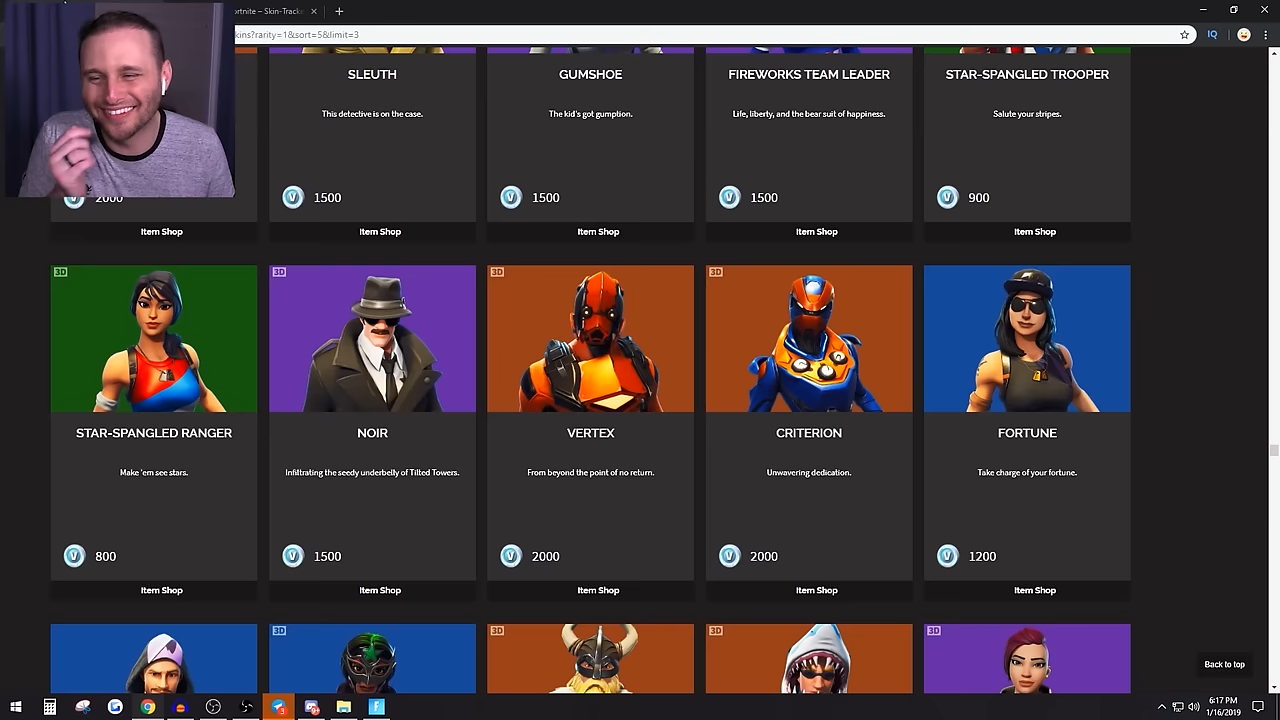 ortnite – Skin-Tracke
kins?rarity=1&sort=5&limit=3
IQ
SLEUTH
GUMSHOE
FIREWORKS TEAM LEADER
STAR-SPANGLED TROOPER
This detective is on the case.
The kid's got gumption.
Life, liberty, and the bear suit of happiness.
Salute your stripes.
2000
V 1500
V 1500
V 1500
V 900
Item Shop
Item Shop
Item Shop
Item Shop
Item Shop
3D
3D
3D
3D
STAR-SPANGLED RANGER
NOIR
VERTEX
CRITERION
FORTUNE
Make 'em see stars.
Infiltrating the seedy underbelly of Tilted Towers.
From beyond the point of no return.
Unwavering dedication.
Take charge of your fortune.
V 800
V 1500
V 2000
V 2000
V 1200
Item Shop
Item Shop
Item Shop
Item Shop
Item Shop
3D
3D
3D
3D
Back to top
6:17 PM
1/16/2019